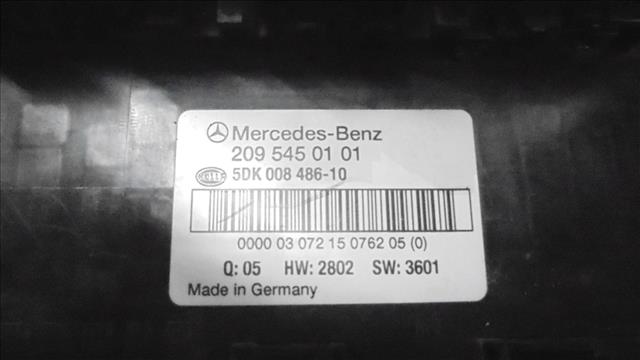 Mercedes-Benz
209 545 01 01
HELLA 5DK 008 486-10
0000 03 072 15 0762 05 (0)
Q: 05 HW: 2802 SW: 3601
Made in Germany